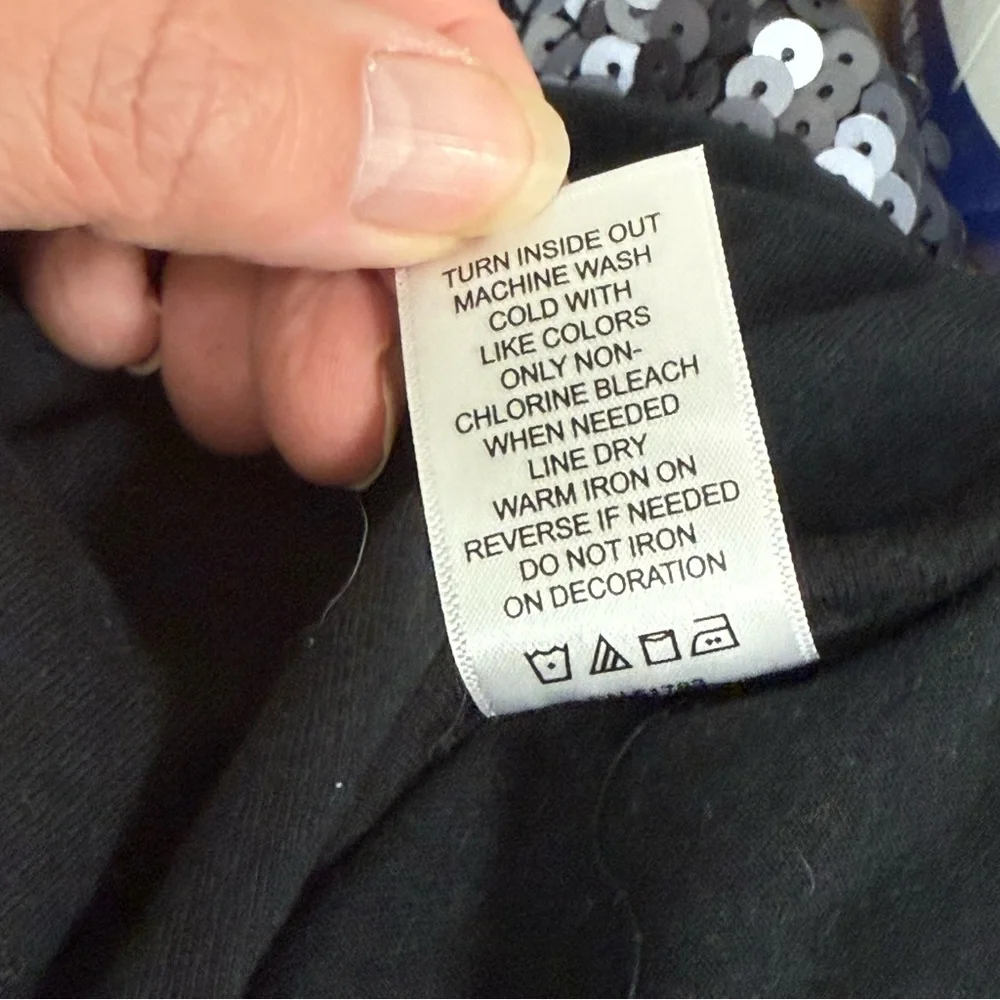 TURN INSIDE OUT
MACHINE WASH
COLD WITH
LIKE COLORS
ONLY NON-
CHLORINE BLEACH
WHEN NEEDED
LINE DRY
WARM IRON ON
REVERSE IF NEEDED
DO NOT IRON
ON DECORATION